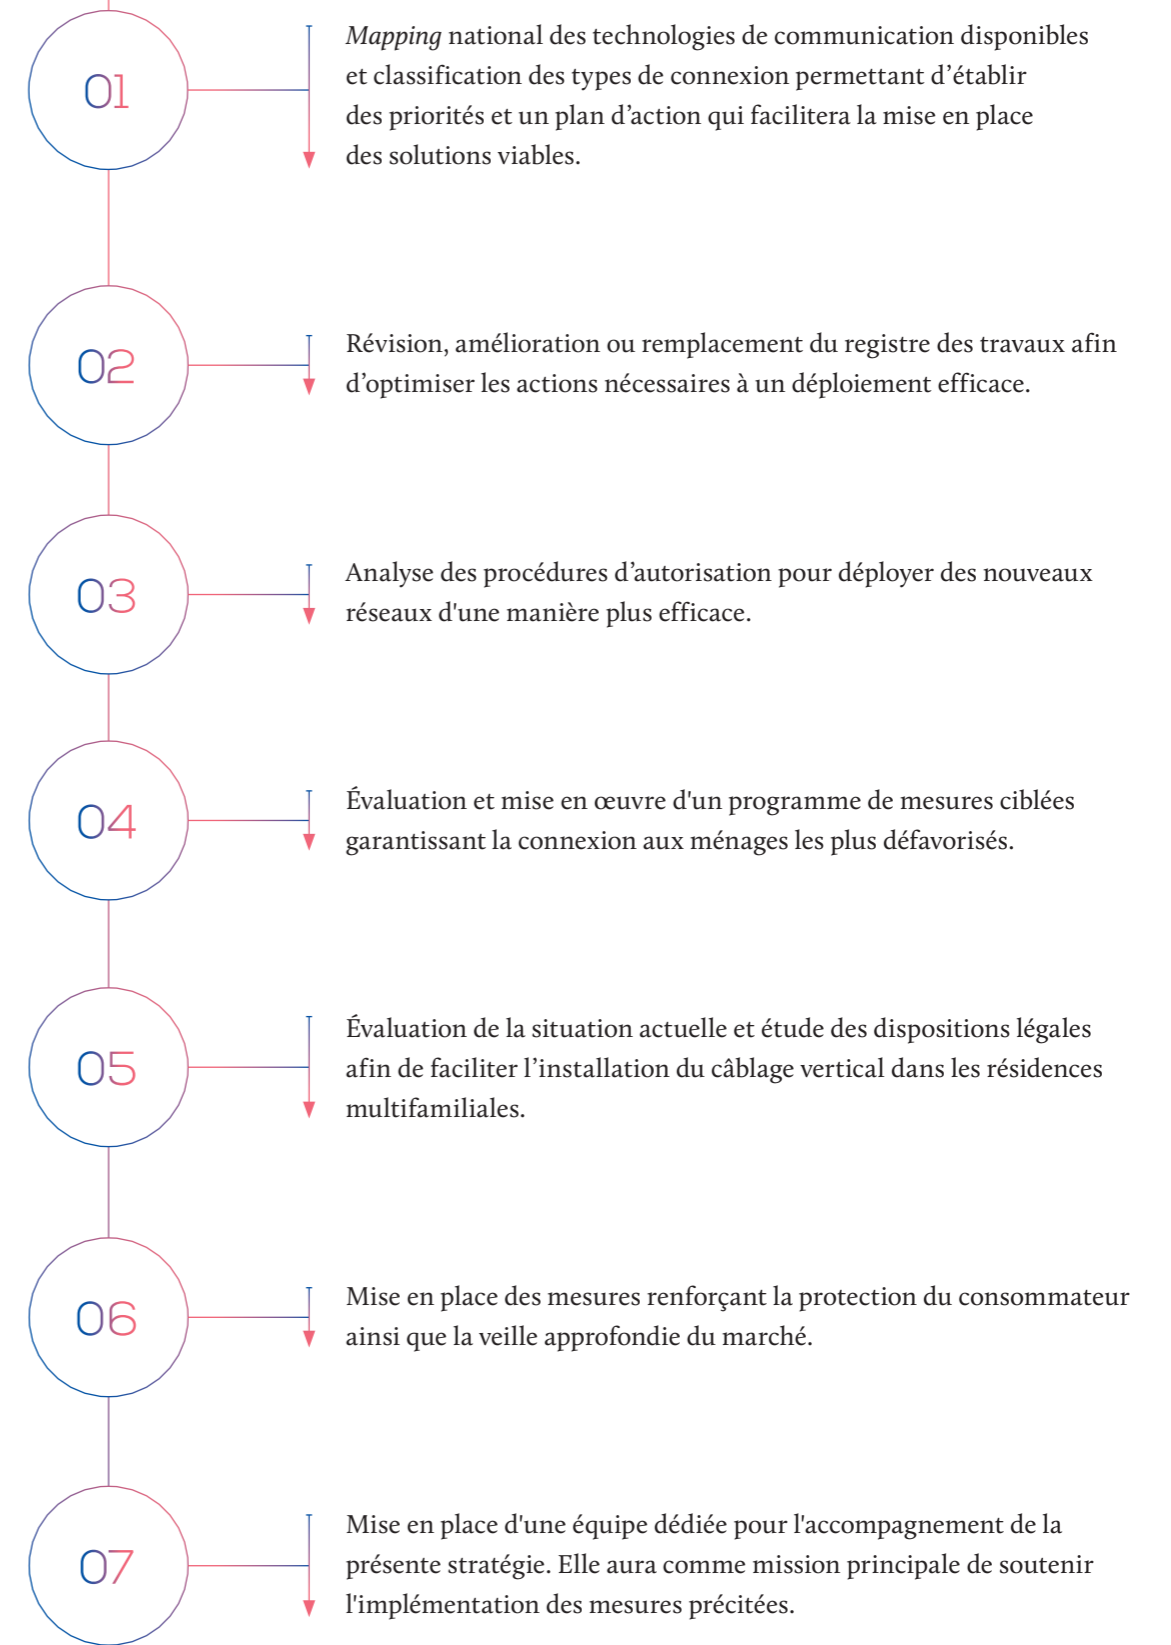 01
Mapping national des technologies de communication disponibles
et classification des types de connexion permettant d’établir
des priorités et un plan d’action qui facilitera la mise en place
des solutions viables.
02
Révision, amélioration ou remplacement du registre des travaux afin
d’optimiser les actions nécessaires à un déploiement efficace.
03
Analyse des procédures d’autorisation pour déployer des nouveaux
réseaux d'une manière plus efficace.
04
Évaluation et mise en œuvre d'un programme de mesures ciblées
garantissant la connexion aux ménages les plus défavorisés.
05
Évaluation de la situation actuelle et étude des dispositions légales
afin de faciliter l’installation du câblage vertical dans les résidences
multifamiliales.
06
Mise en place des mesures renforçant la protection du consommateur
ainsi que la veille approfondie du marché.
07
Mise en place d'une équipe dédiée pour l'accompagnement de la
présente stratégie. Elle aura comme mission principale de soutenir
l'implémentation des mesures précitées.